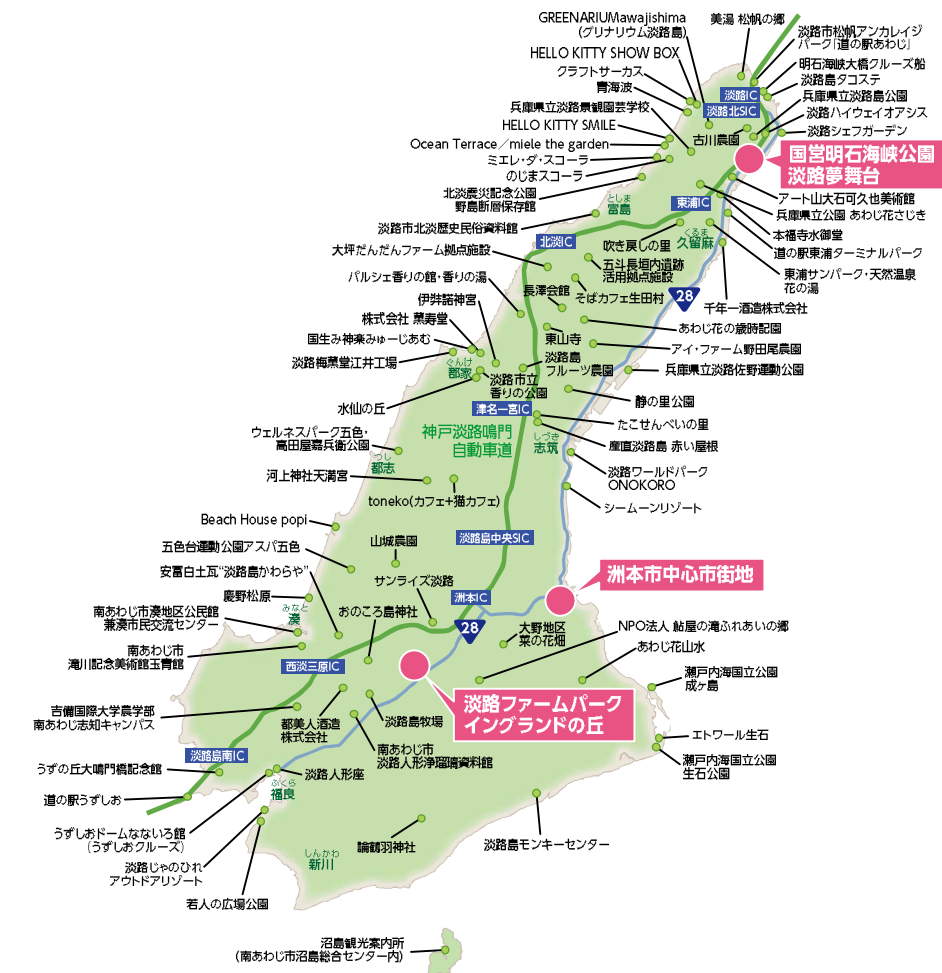 GREENARIUMawajishima
(グリナリウム淡路島)
美湯 松帆の郷
淡路市松帆アンカレイジ
パーク『道の駅あわじ』
HELLO KITTY SHOW BOX
明石海峡大橋クルーズ船
クラフトサーカス
淡路島タコステ
青海波
淡路IC
兵庫県立淡路島公園
兵庫県立淡路景観園芸学校
淡路北SIC
淡路ハイウェイオアシス
HELLO KITTY SMILE
淡路シェフガーデン
古川農園
Ocean Terrace/miele the garden
ミエレ・ダ・スコーラ
国営明石海峡公園
淡路夢舞台
のじまスコーラ
北淡震災記念公園
野島断層保存館
アート山大石可久也美術館
としま
富島
東浦IC
兵庫県立公園 あわじ花さじき
淡路市北淡歴史民俗資料館
くるま
久留麻
本福寺水御堂
北淡IC
吹き戻しの里
道の駅東浦ターミナルパーク
大坪だんだんファーム拠点施設
五斗長垣内遺跡
活用拠点施設
東浦サンパーク・天然温泉
花の湯
パルシェ香りの館・香りの湯
長澤会館
そばカフェ生田村
28
千年一酒造株式会社
伊弉諾神宮
株式会社 薫寿堂
あわじ花の歳時記園
国生み神楽みゅーじあむ
東山寺
アイ・ファーム野田尾農園
淡路梅薫堂江井工場
ぐんけ
郡家
淡路島
フルーツ農園
兵庫県立淡路佐野運動公園
淡路市立
香りの公園
水仙の丘
津名一宮IC
静の里公園
たこせんべいの里
ウェルネスパーク五色・
高田屋嘉兵衛公園
神戸淡路鳴門
自動車道
しづき
志筑
産直淡路島 赤い屋根
つし
都志
河上神社天満宮
淡路ワールドパーク
ONOKORO
toneko(カフェ+猫カフェ)
シームーンリゾート
Beach House popi
五色台運動公園アスパ五色
山城農園
淡路島中央SIC
安冨白土瓦“淡路島かわらや”
サンライズ淡路
洲本市中心市街地
慶野松原
洲本IC
みなと
湊
おのころ島神社
南あわじ市湊地区公民館
兼湊市民交流センター
28
大野地区
菜の花畑
NPO法人 鮎屋の滝ふれあいの郷
南あわじ市
滝川記念美術館玉青館
あわじ花山水
西淡三原IC
瀬戸内海国立公園
成ヶ島
淡路ファームパーク
イングランドの丘
吉備国際大学農学部
南あわじ志知キャンパス
都美人酒造
株式会社
淡路島牧場
エトワール生石
淡路島南IC
南あわじ市
淡路人形浄瑠璃資料館
瀬戸内海国立公園
生石公園
うずの丘大鳴門橋記念館
淡路人形座
道の駅うずしお
ふくら
福良
うずしおドームなないろ館
(うずしおクルーズ)
諭鶴羽神社
淡路島モンキーセンター
しんかわ
新川
淡路じゃのひれ
アウトドアリゾート
若人の広場公園
沼島観光案内所
(南あわじ市沼島総合センター内)